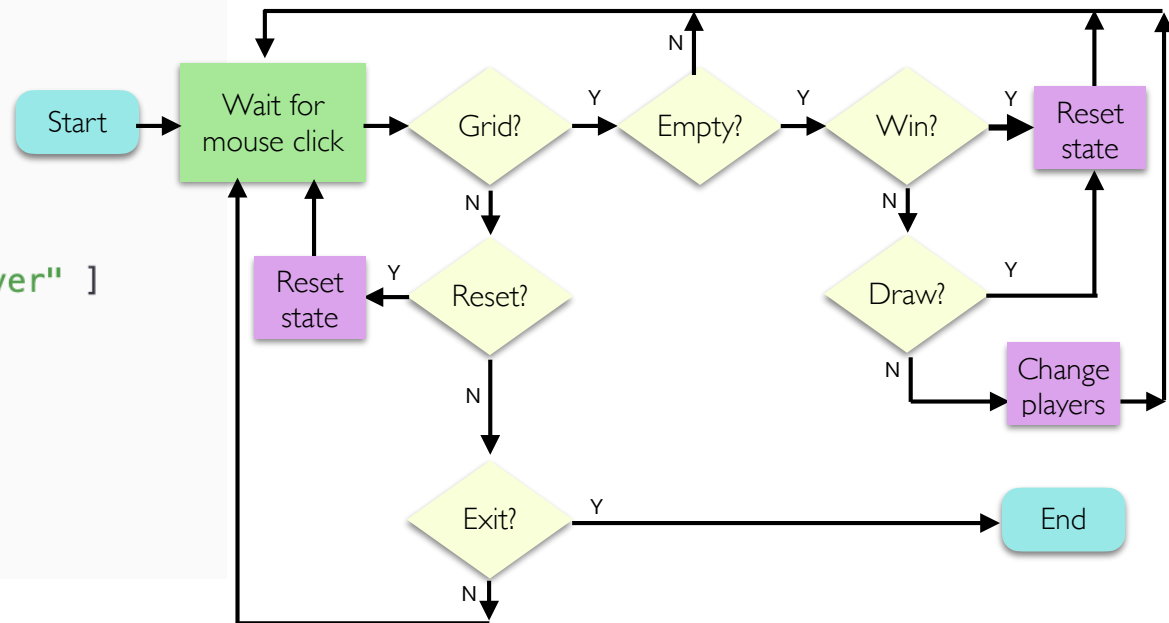 N
Start
Wait for
mouse click
Grid?
Y
Empty?
Y
Win?
Y
Reset
state
N
N
ver" ]
Reset
state
Y
Reset?
Draw?
Y
N
N
Change
players
Exit?
Y
End
N